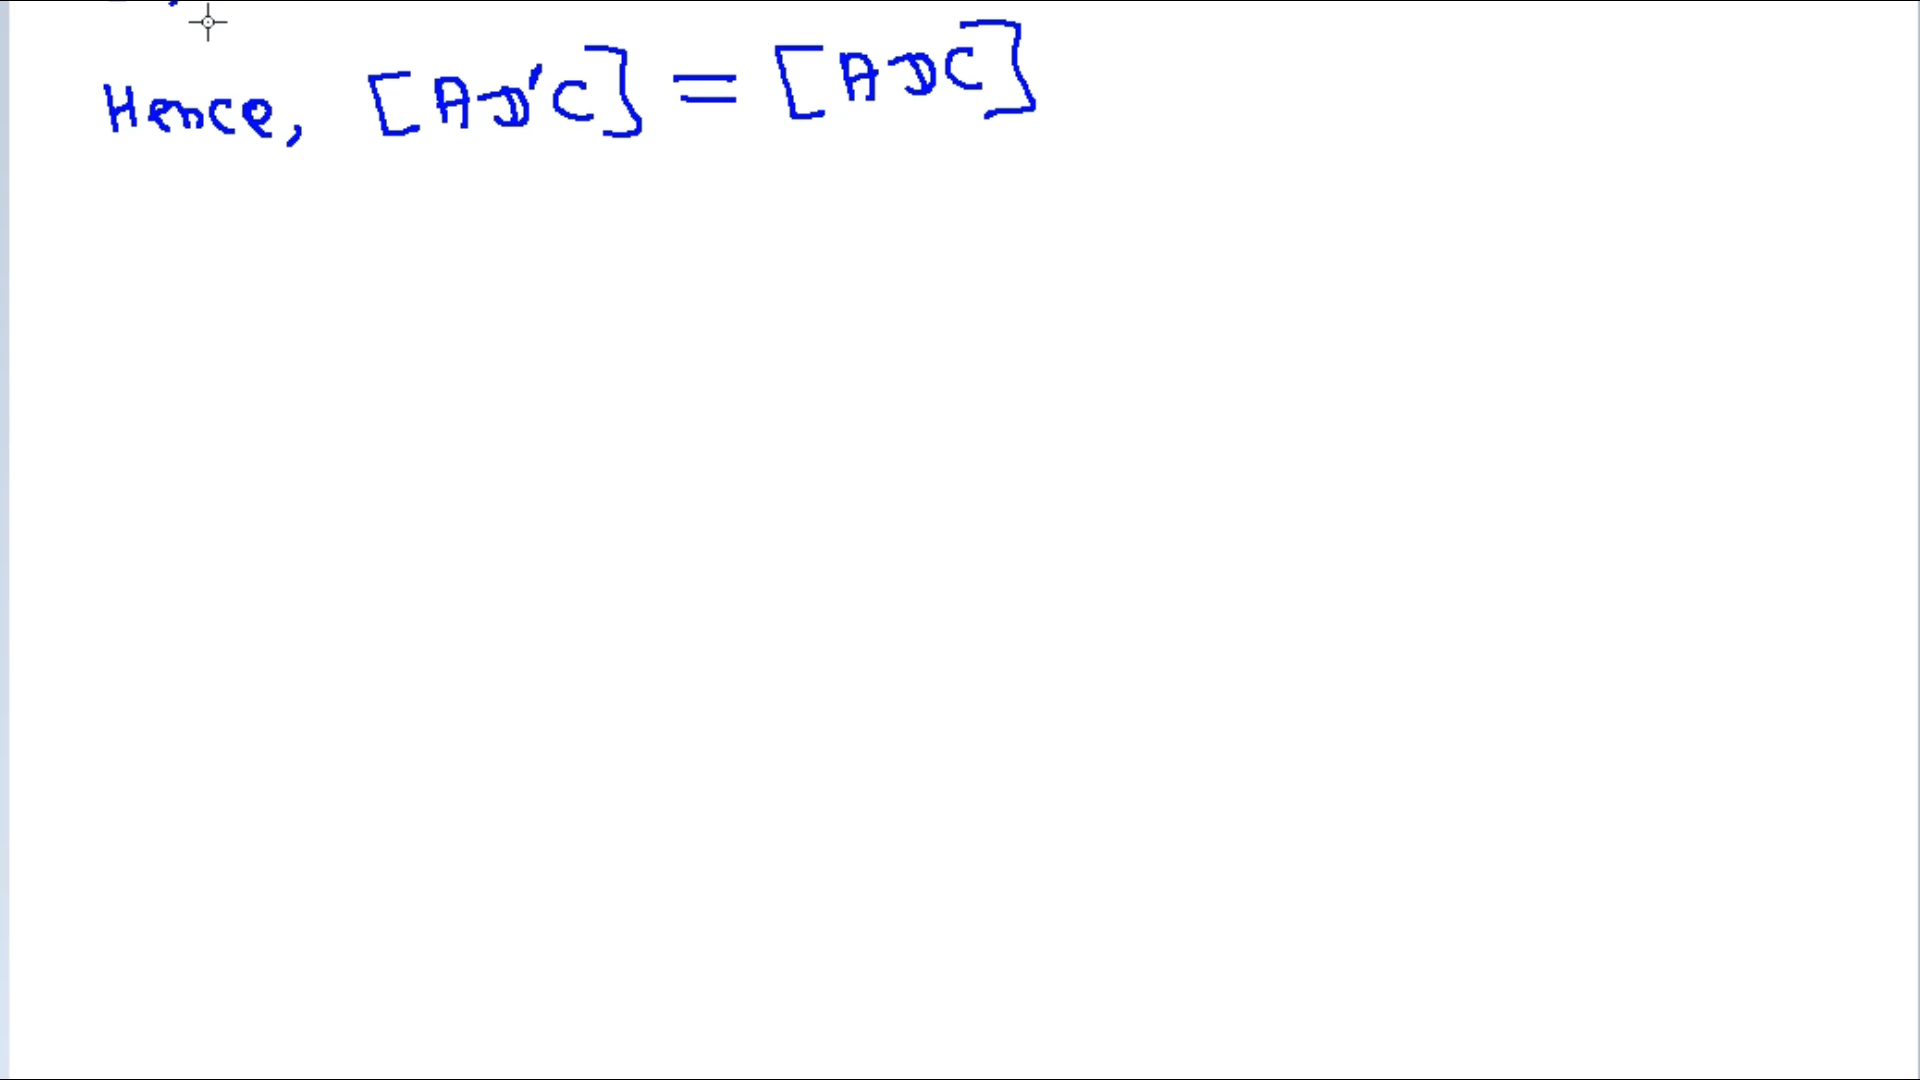 Hence, [AD'C] = [ADC]